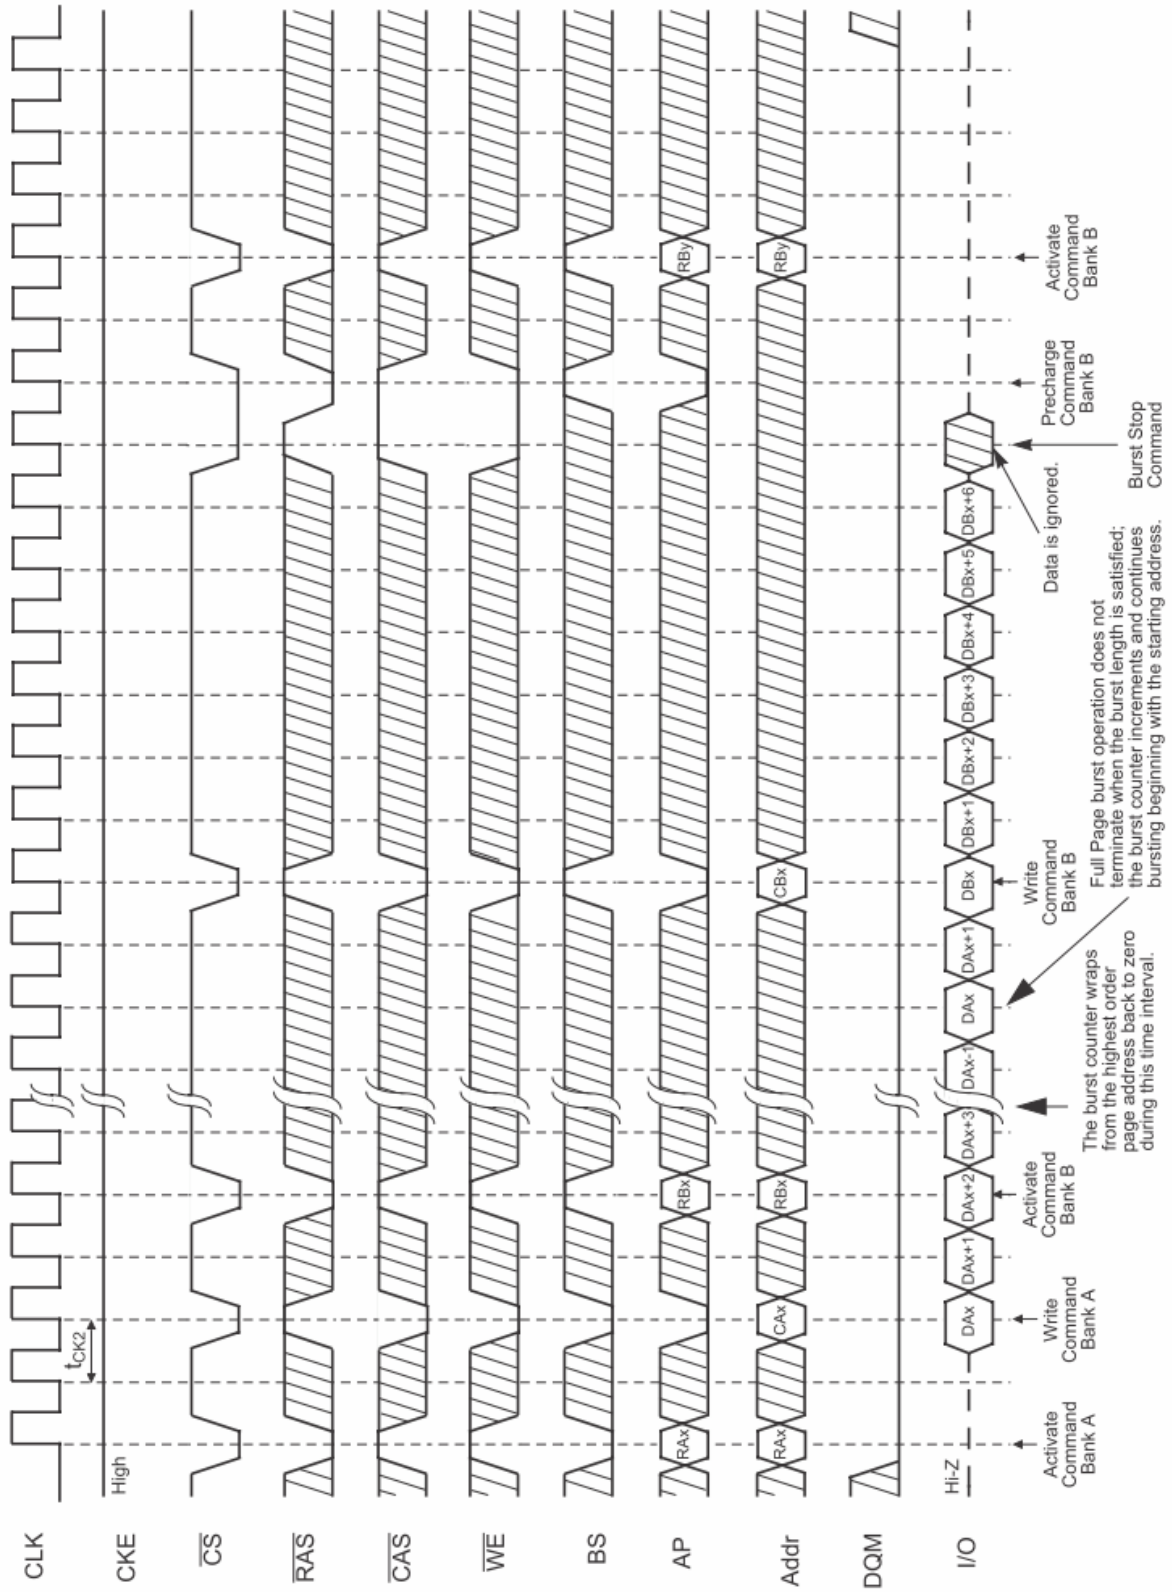 CLK
tCK2
CKE
High
CS
RAS
CAS
WE
BS
AP
RAx
RBx
RBy
Addr
RAx
CAx
RBx
CBx
RBy
DQM
I/O
Hi-Z
DAx
DAx+1
DAx+2
DAx+3
DAx-1
DAx
DAx+1
DBx
DBx+1
DBx+2
DBx+3
DBx+4
DBx+5
DBx+6
Activate
Command
Bank A
Write
Command
Bank A
Activate
Command
Bank B
The burst counter wraps
from the highest order
page address back to zero
during this time interval.
Write
Command
Bank B
Full Page burst operation does not
terminate when the burst length is satisfied;
the burst counter increments and continues
bursting beginning with the starting address.
Data is ignored.
Burst Stop
Command
Precharge
Command
Bank B
Activate
Command
Bank B